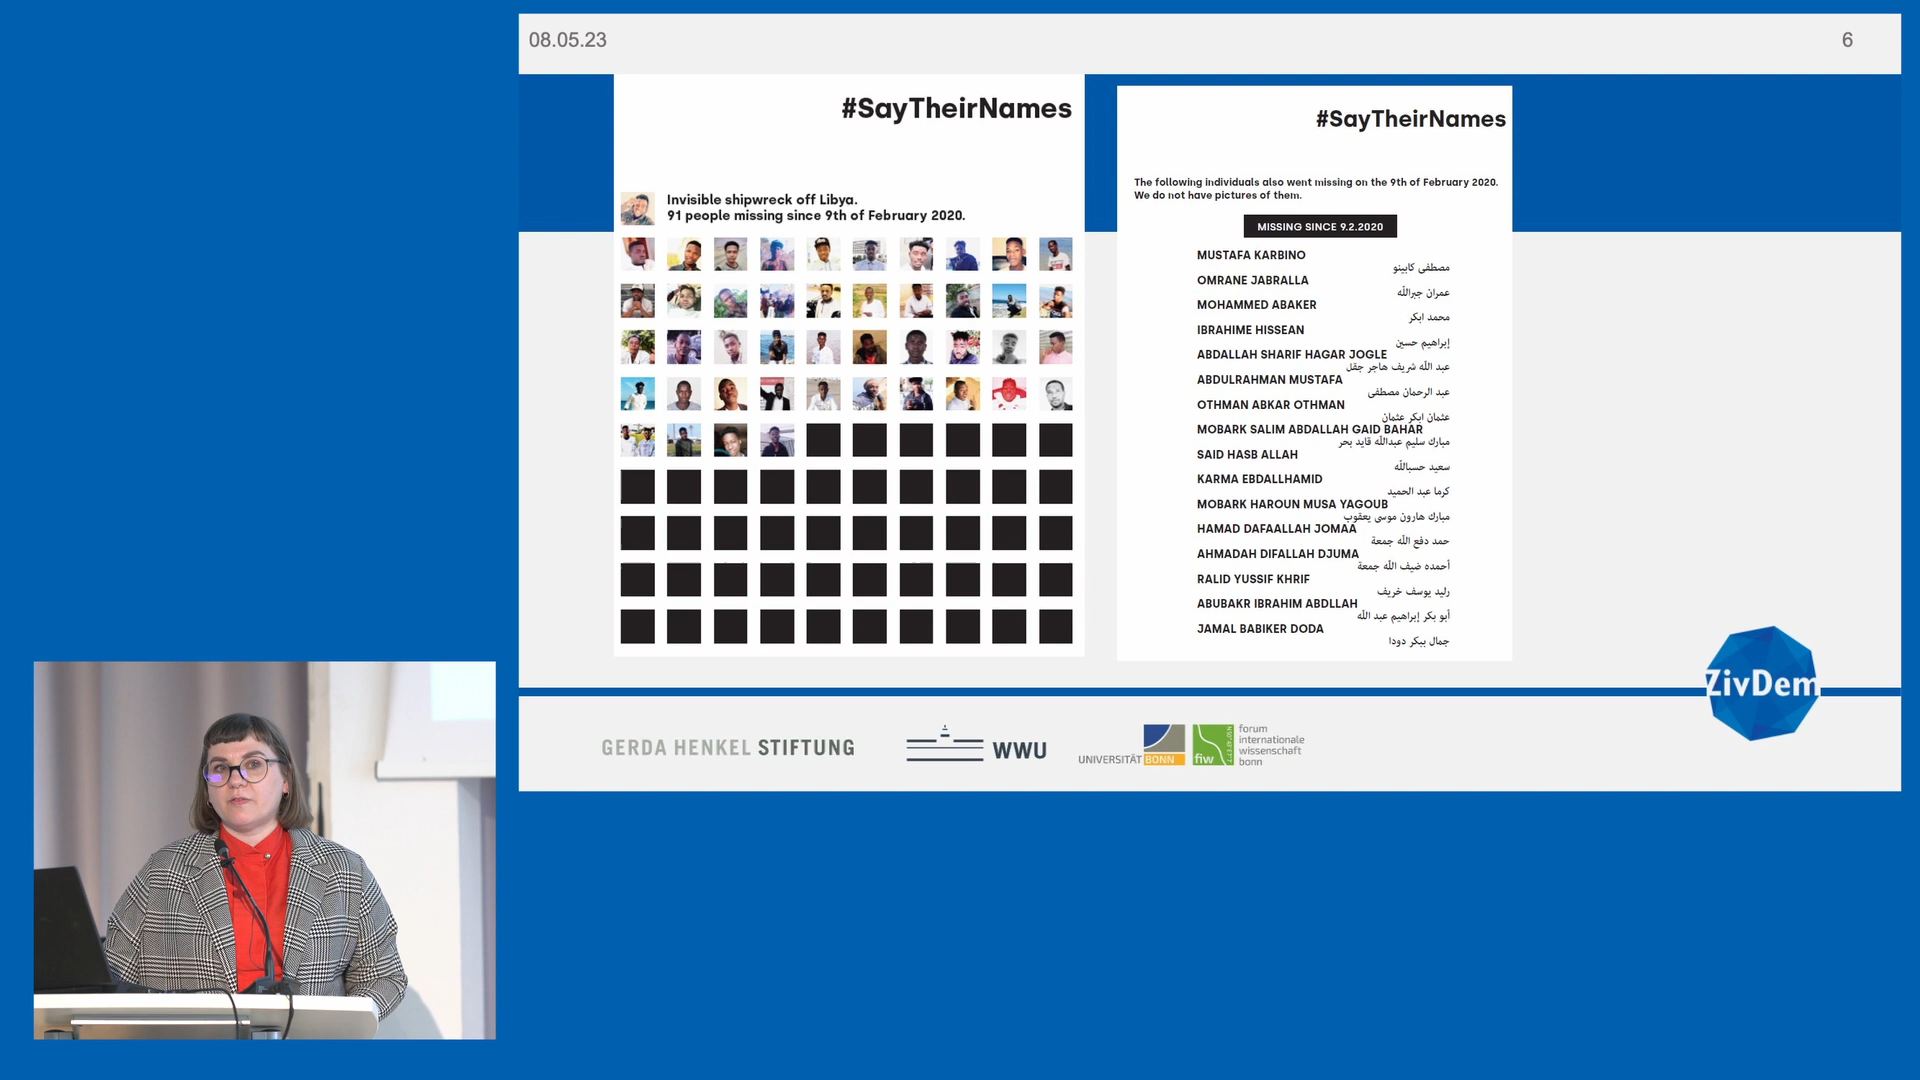 08.05.23
6
#SayTheirNames
Invisible shipwreck off Libya.
91 people missing since 9th of February 2020.
#SayTheirNames
The following individuals also went missing on the 9th of February 2020.
We do not have pictures of them.
MISSING SINCE 9.2.2020
MUSTAFA KARBINO
مصطفى كابينو
OMRANE JABRALLA
عمران جبرالله
MOHAMMED ABAKER
محمد ابكر
IBRAHIME HISSEAN
إبراهيم حسين
ABDALLAH SHARIF HAGAR JOGLE
عبد الله شريف هاجر جقل
ABDULRAHMAN MUSTAFA
عبد الرحمان مصطفى
OTHMAN ABKAR OTHMAN
عثمان ابكر عثمان
MOBARK SALIM ABDALLAH GAID BAHAR
مبارك سليم عبدالله قايد بحر
SAID HASB ALLAH
سعيد حسبالله
KARMA EBDALLHAMID
كرما عبد الحميد
MOBARK HAROUN MUSA YAGOUB
مبارك هارون موسى يعقوب
HAMAD DAFAALLAH JOMAA
حمد دفع الله جمعة
AHMADAH DIFALLAH DJUMA
أحمده ضيف الله جمعة
RALID YUSSIF KHRIF
رليد يوسف خريف
ABUBAKR IBRAHIM ABDLLAH
أبو بكر إبراهيم عبد الله
JAMAL BABIKER DODA
جمال ببكر دودا
ZivDem
GERDA HENKEL STIFTUNG
WWU
UNIVERSITÄT BONN
fiw
forum
internationale
wissenschaft
bonn